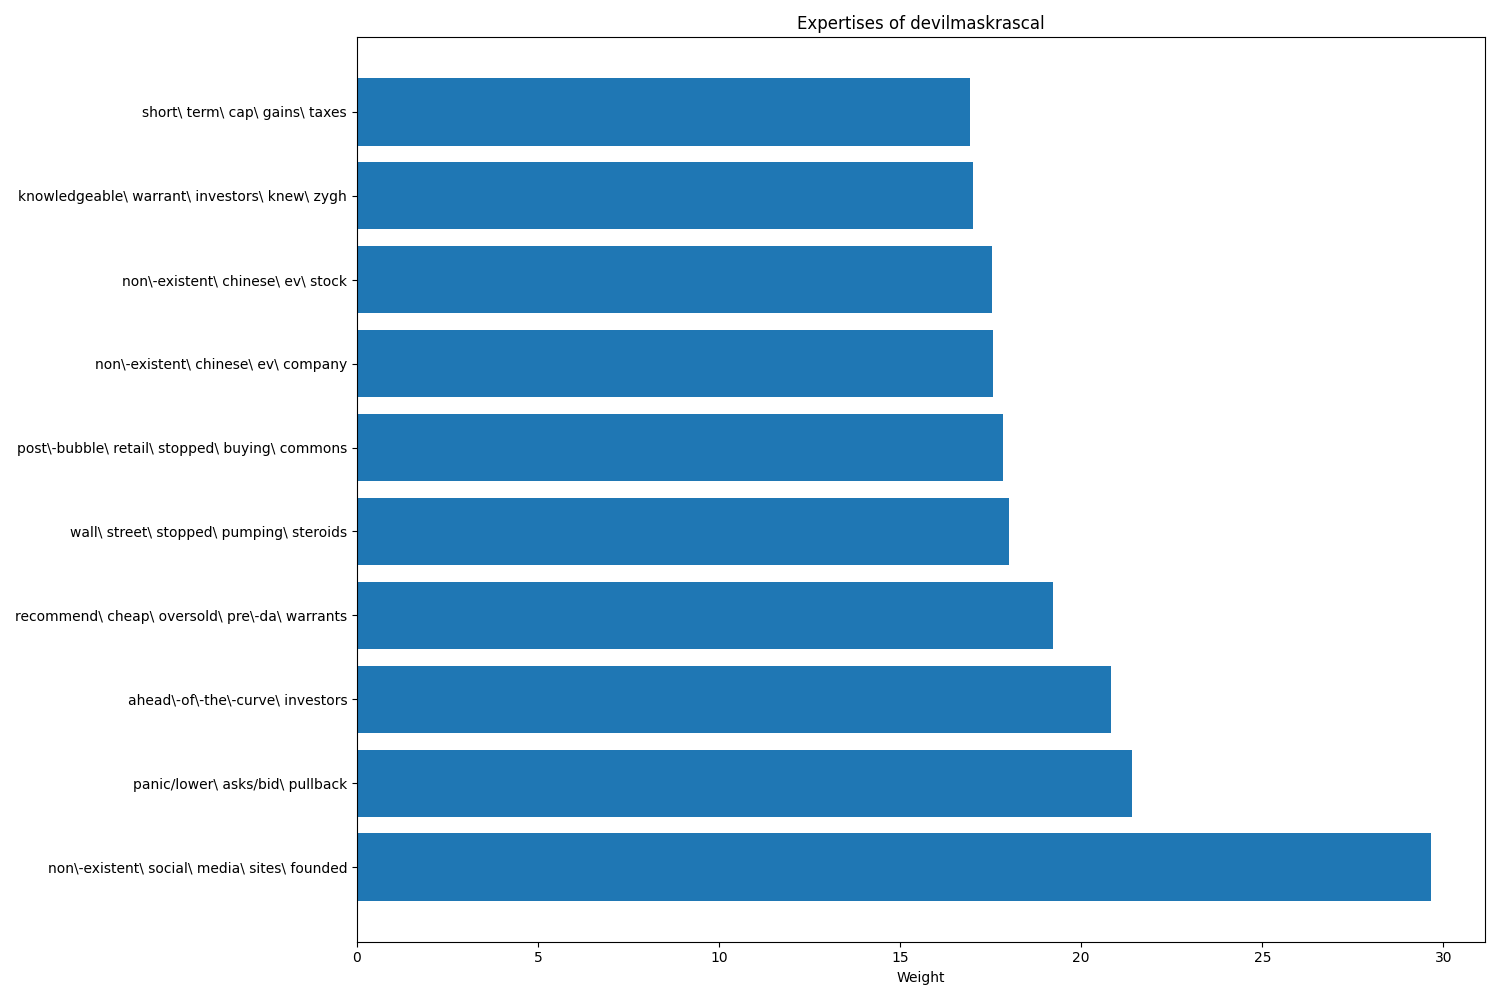 Expertises of devilmaskrascal
short\ term\ cap\ gains\ taxes
knowledgeable\ warrant\ investors\ knew\ zygh
non\-existent\ chinese\ ev\ stock
non\-existent\ chinese\ ev\ company
post\-bubble\ retail\ stopped\ buying\ commons
wall\ street\ stopped\ pumping\ steroids
recommend\ cheap\ oversold\ pre\-da\ warrants
ahead\-of\-the\-curve\ investors
panic/lower\ asks/bid\ pullback
non\-existent\ social\ media\ sites\ founded
0 5 10 15 20 25 30
Weight